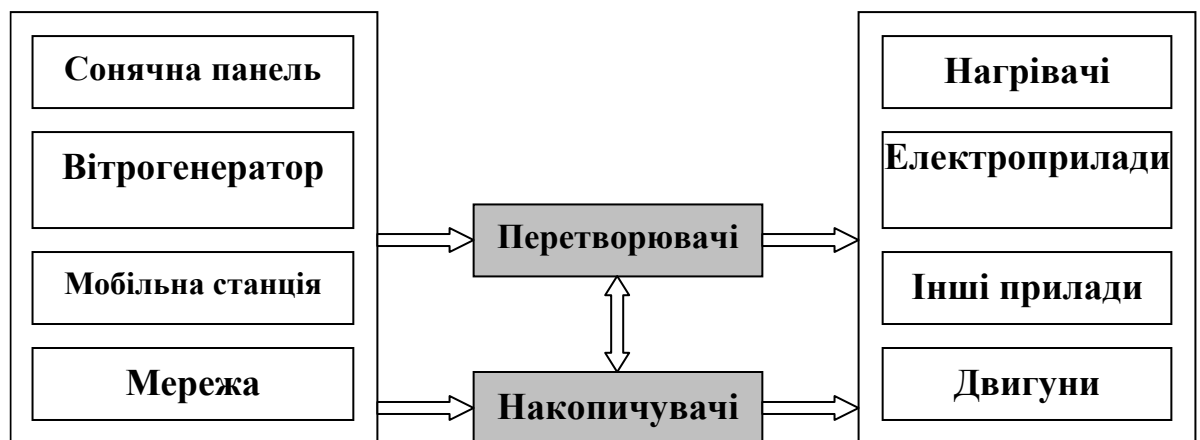 Сонячна панель
Вітрогенератор
Мобільна станція
Мережа
Перетворювачі
Накопичувачі
Нагрівачі
Електроприлади
Інші прилади
Двигуни